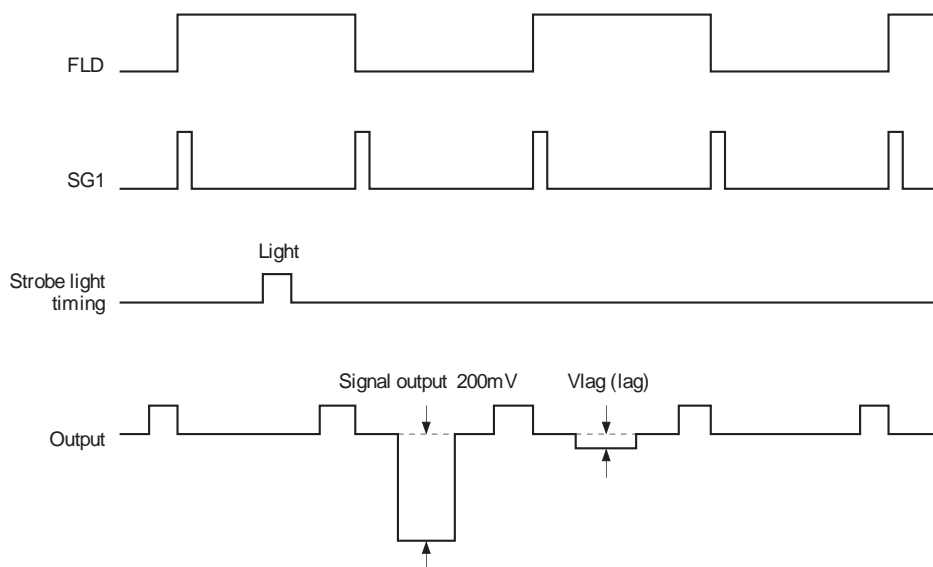 FLD
SG1
Light
Strobe light
timing
Signal output 200mV
Vlag (lag)
Output